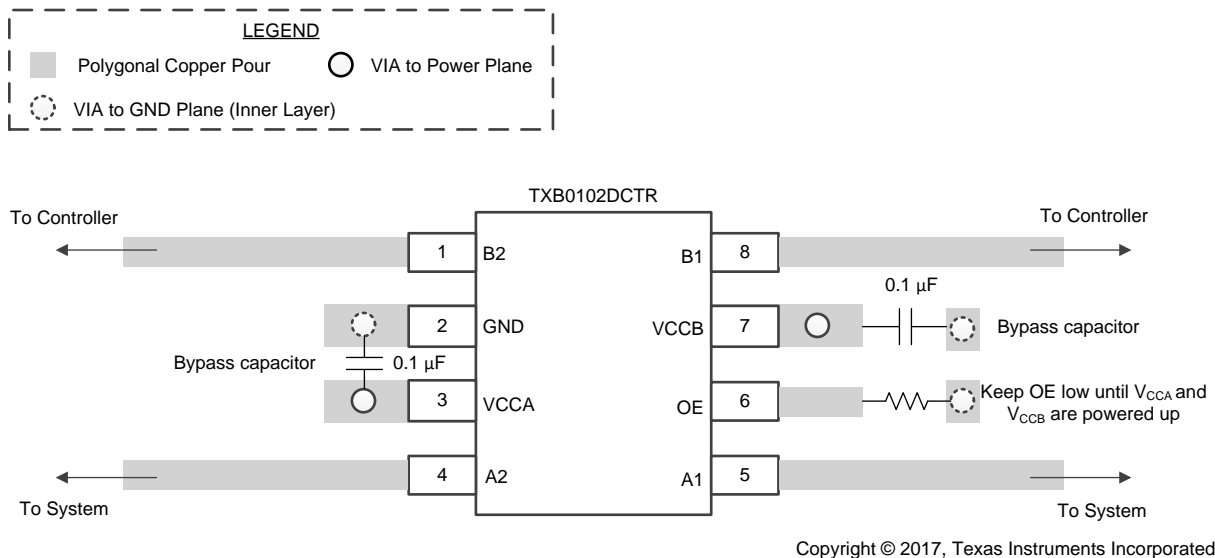 LEGEND
Polygonal Copper Pour
VIA to Power Plane
VIA to GND Plane (Inner Layer)
TXB0102DCTR
To Controller
To Controller
1
B2
B1
8
0.1 µF
2
GND
VCCB
7
Bypass capacitor
Bypass capacitor
0.1 µF
3
VCCA
OE
6
Keep OE low until VCCA and
VCCB are powered up
4
A2
A1
5
To System
To System
Copyright © 2017, Texas Instruments Incorporated